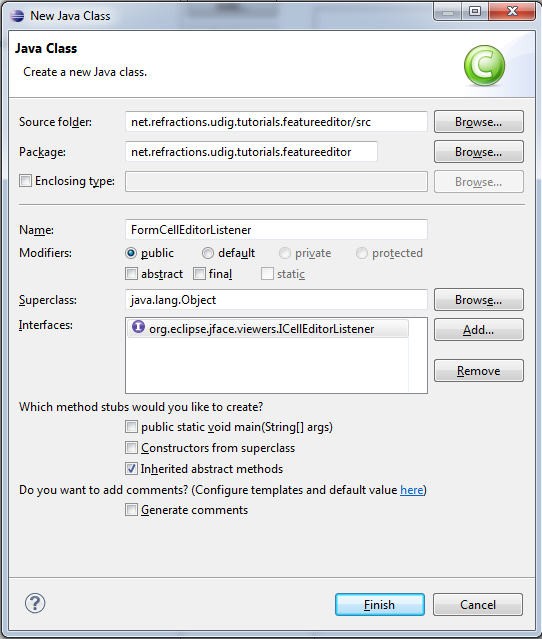 New Java Class
Java Class
Create a new Java class.
C
Source folder: net.refractions.udig.tutorials.featureeditor/src Browse...
Package: net.refractions.udig.tutorials.featureeditor Browse...
Enclosing type: Browse...
Name: FormCellEditorListener
Modifiers: public default private protected
abstract final static
Superclass: java.lang.Object Browse...
Interfaces: I org.eclipse.jface.viewers.ICellEditorListener Add...
Remove
Which method stubs would you like to create?
public static void main(String[] args)
Constructors from superclass
Inherited abstract methods
Do you want to add comments? (Configure templates and default value here)
Generate comments
? Finish Cancel